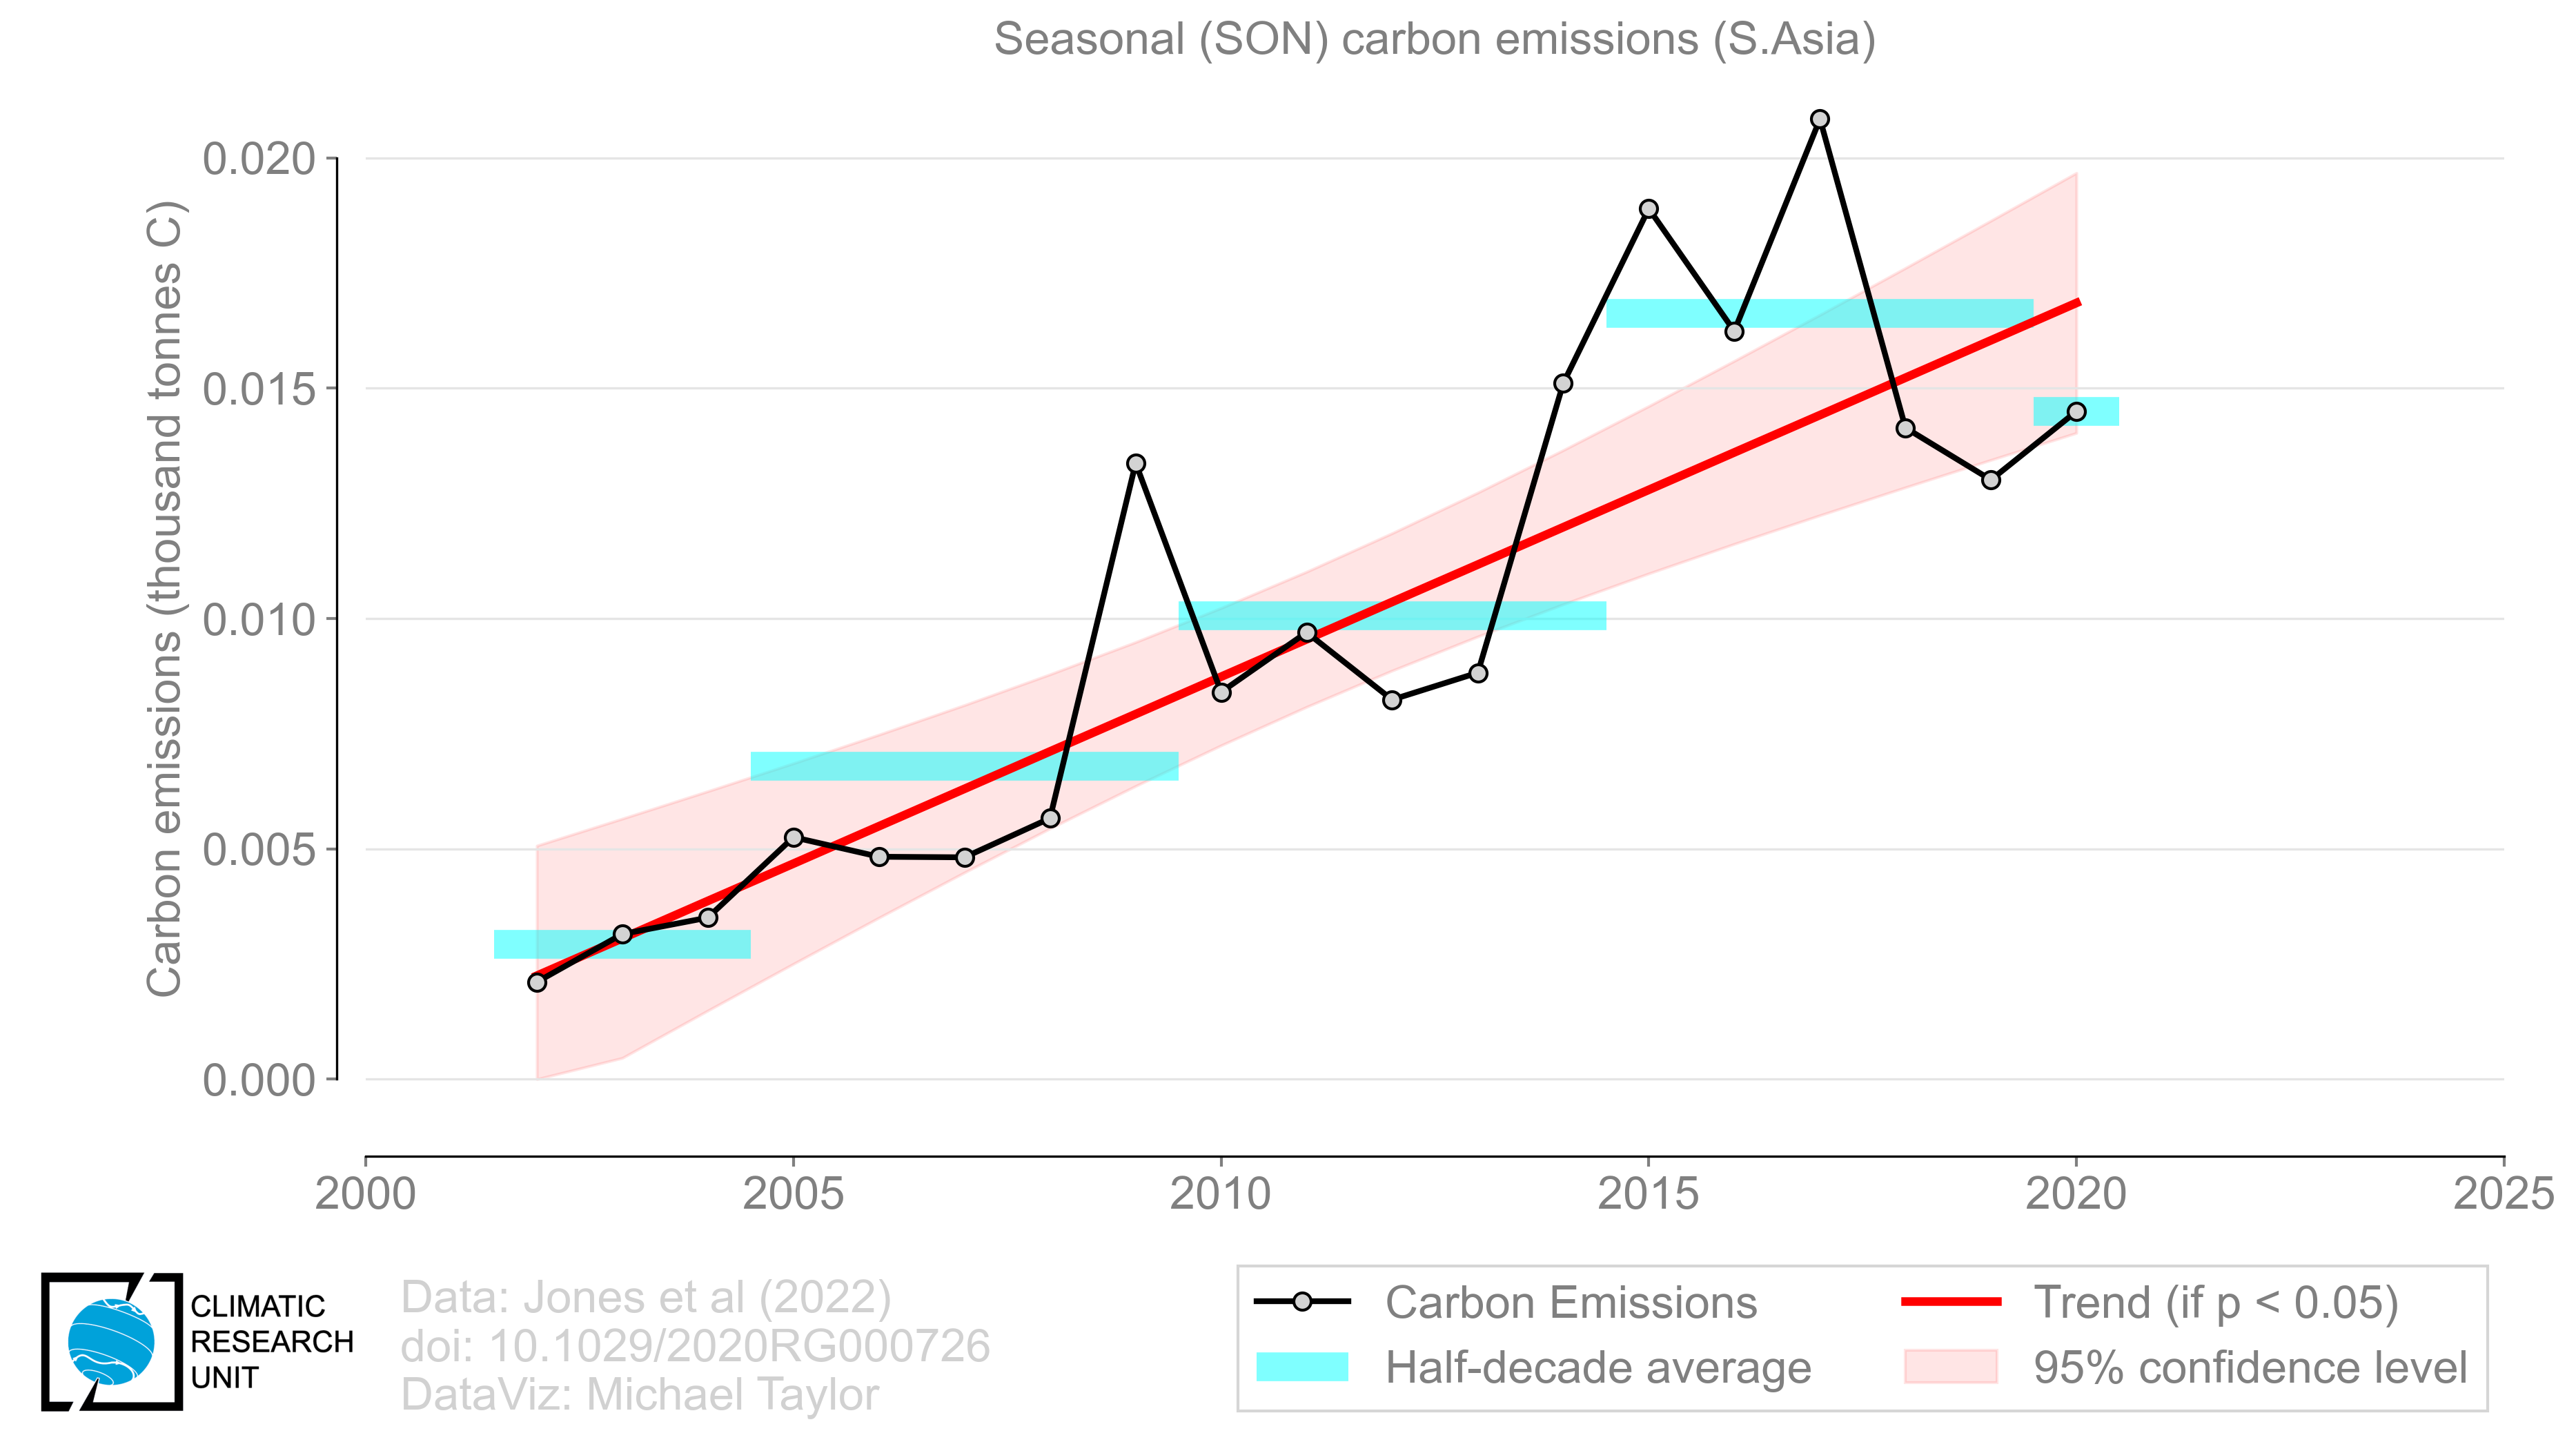 Seasonal (SON) carbon emissions (S.Asia)
Carbon emissions (thousand tonnes C)
0.020
0.015
0.010
0.005
0.000
2000
2005
2010
2015
2020
2025
CLIMATIC
RESEARCH
UNIT
Data: Jones et al (2022)
doi: 10.1029/2020RG000726
DataViz: Michael Taylor
Carbon Emissions
Half-decade average
Trend (if p < 0.05)
95% confidence level